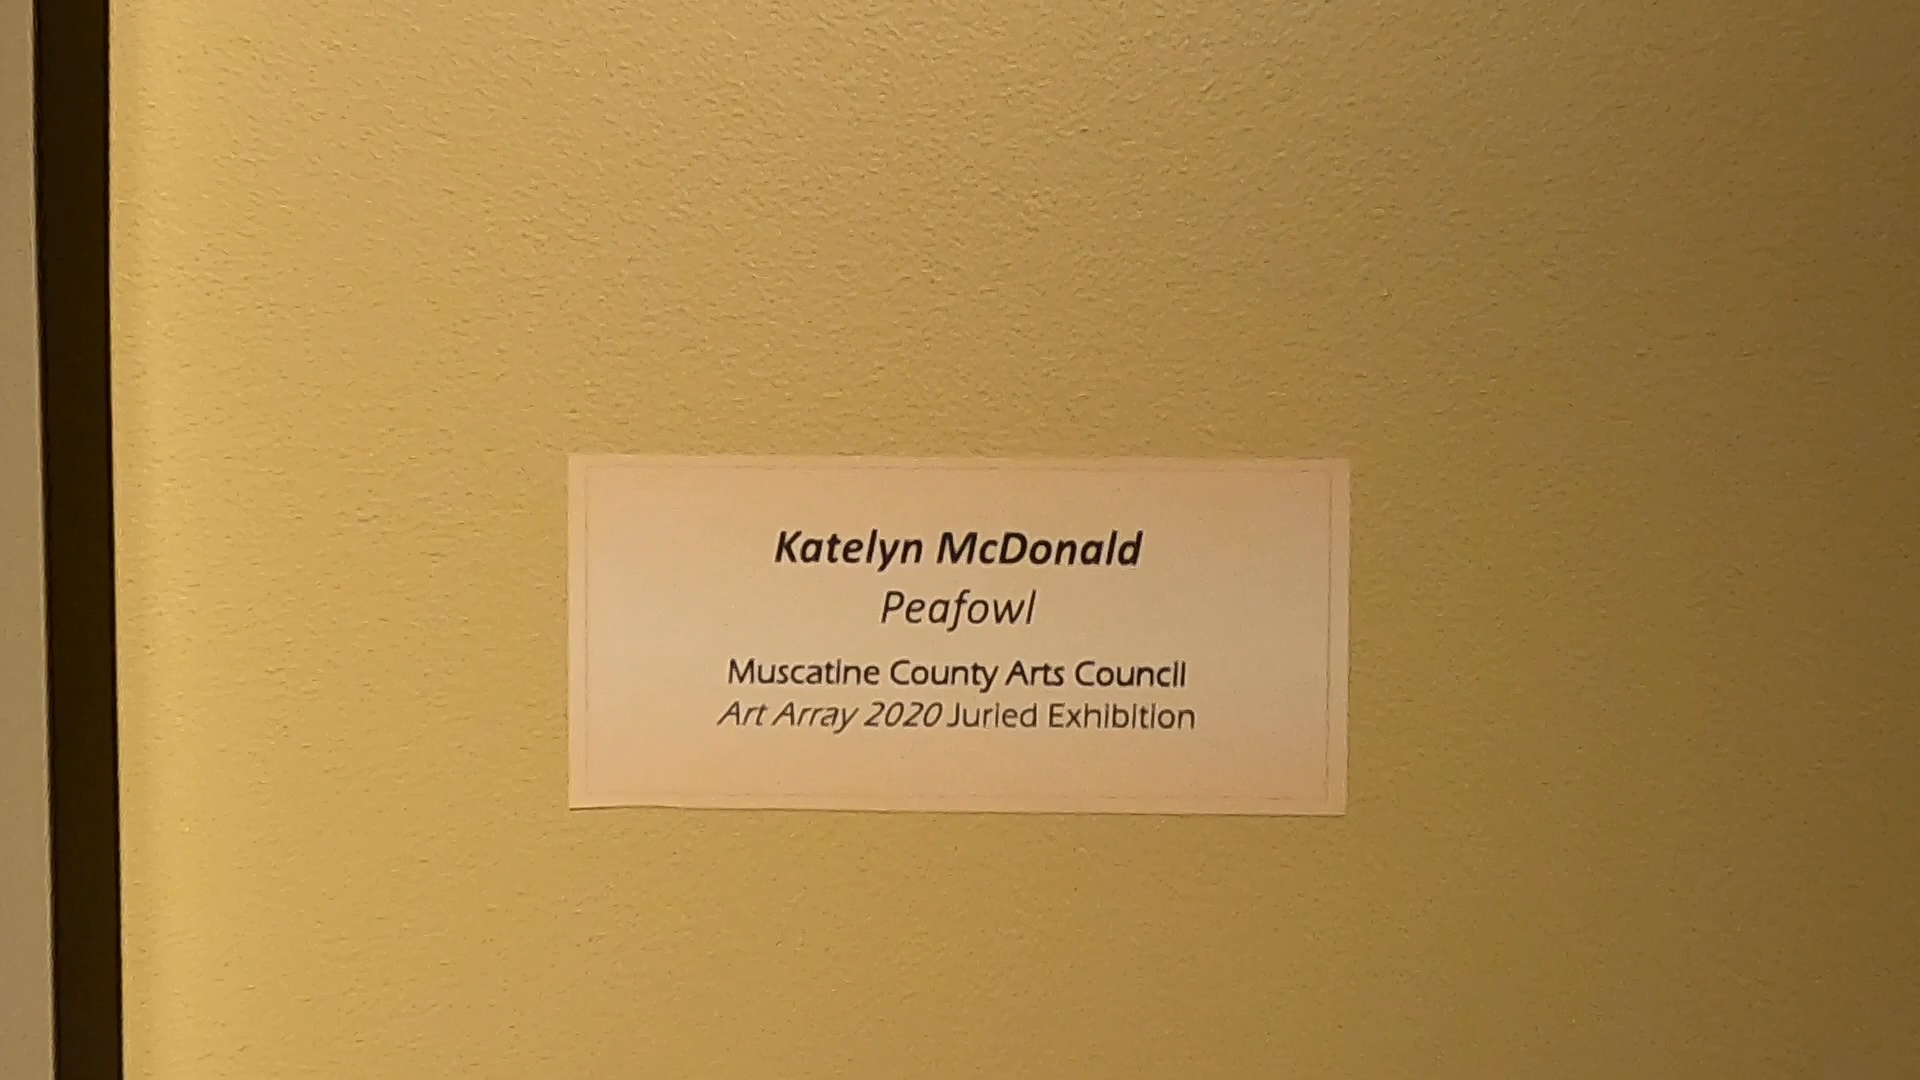 Katelyn McDonald
Peafowl
Muscatine County Arts Council
Art Array 2020 Juried Exhibition